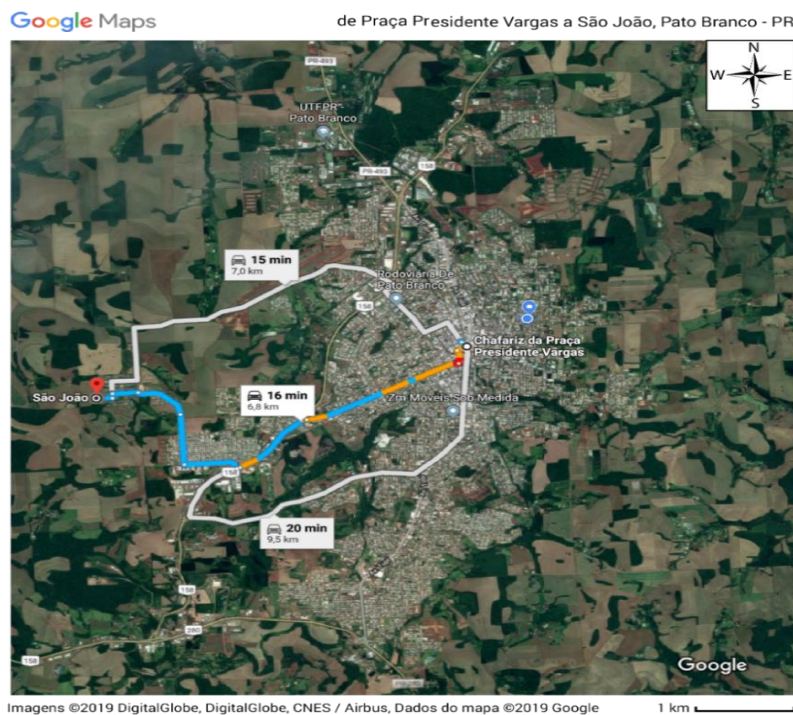 Google Maps
de Praça Presidente Vargas a São João, Pato Branco - PR
N
W E
S
PR-493
UTFPR-
Pato Branco
PR-493
158
15 min
7,0 km
Rodoviária De
Pato Branco
158
Chafariz da Praça
Presidente Vargas
São João
16 min
6,8 km
Zm Móveis Sob Medida
158
20 min
9,5 km
158
280
158
Google
Imagens ©2019 DigitalGlobe, DigitalGlobe, CNES / Airbus, Dados do mapa ©2019 Google
1 km